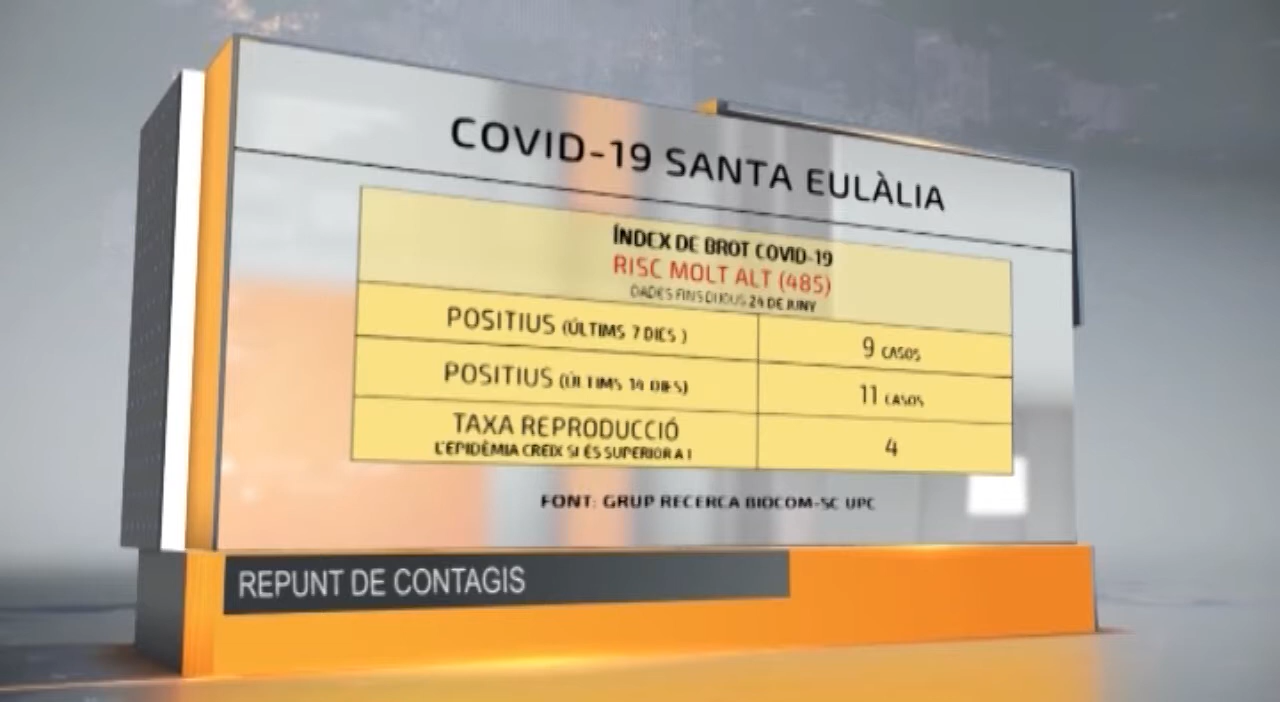 COVID-19 SANTA EULÀLIA
ÍNDEX DE BROT COVID-19
RISC MOLT ALT (485)
DADES FINS DIJOUS 24 DE JUNY
POSITIUS (ÚLTIMS 7 DIES) 9 CASOS
POSITIUS (ÚLTIMS 14 DIES) 11 CASOS
TAXA REPRODUCCIÓ 4
L'EPIDÈMIA CREIX SI ÉS SUPERIOR A 1
FONT: GRUP RECERCA BIOCOM-SC UPC
REPUNT DE CONTAGIS